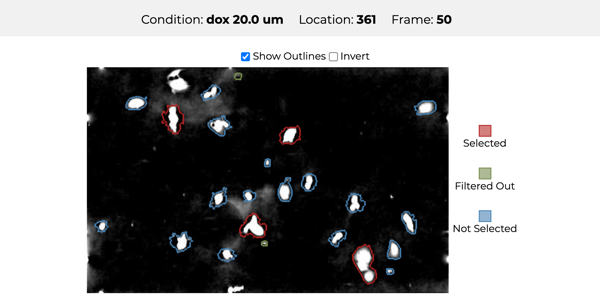 Condition: dox 20.0 um Location: 361 Frame: 50
Show Outlines Invert
Selected
Filtered Out
Not Selected